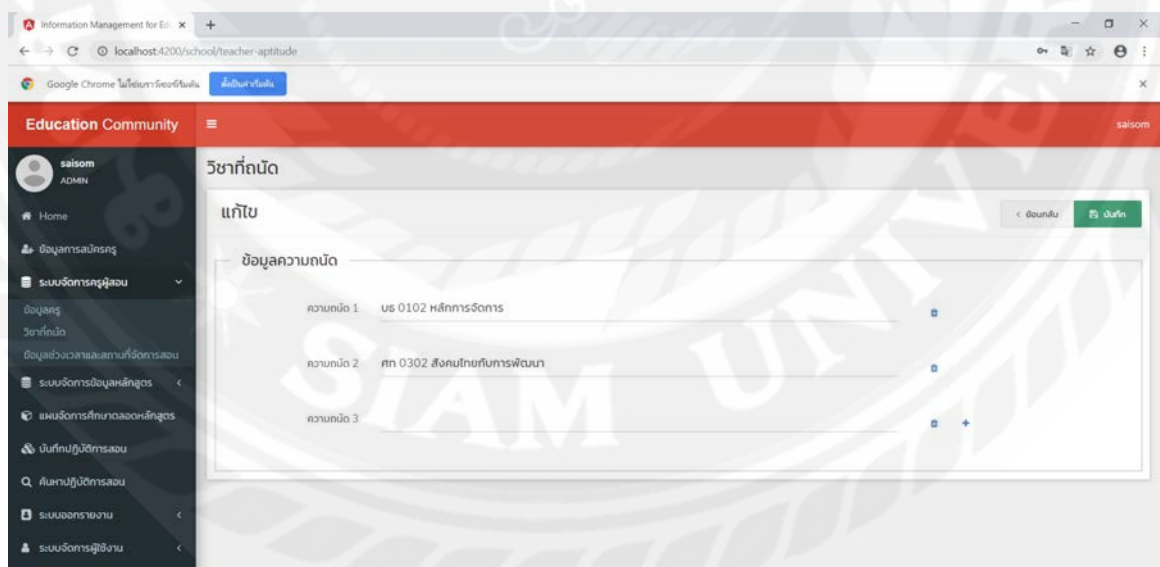 Information Management for Ed
localhost:4200/school/teacher-aptitude
Google Chrome ไม่ใช่เบราว์เซอร์เริ่มต้น ตั้งเป็นค่าเริ่มต้น
Education Community saisom
saisom
ADMIN
วิชาที่ถนัด
แก้ไข
< ย้อนกลับ บันทึก
Home
ข้อมูลการสมัครครู
ระบบจัดการครูผู้สอน
ข้อมูลครู
วิชาที่ถนัด
ข้อมูลช่วงเวลาและสถานที่จัดการสอน
ระบบจัดการข้อมูลหลักสูตร
แผนจัดการศึกษาตลอดหลักสูตร
บันทึกปฏิบัติการสอน
ค้นหาปฏิบัติการสอน
ระบบออกรายงาน
ระบบจัดการผู้ใช้งาน
ข้อมูลความถนัด
ความถนัด 1 บธ 0102 หลักการจัดการ
ความถนัด 2 ศท 0302 สังคมไทยกับการพัฒนา
ความถนัด 3
SIAM UNIVER